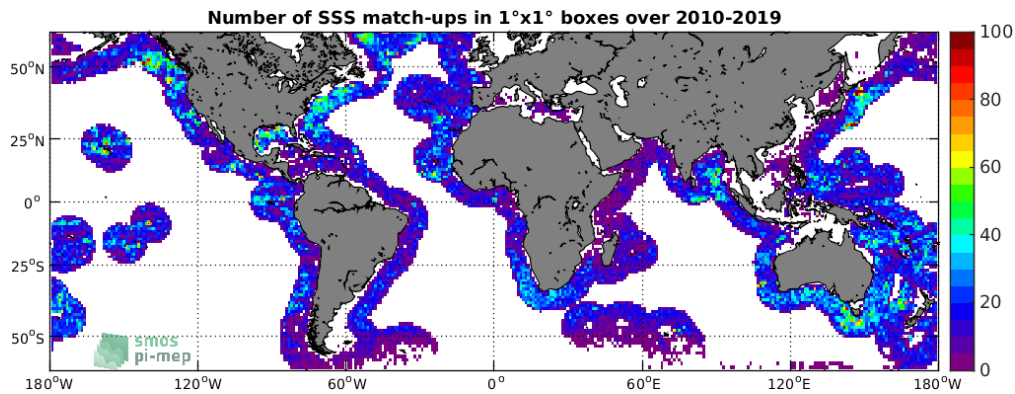 Number of SSS match-ups in 1°x1° boxes over 2010-2019
50°N
25°N
0°
25°S
50°S
180°W
120°W
60°W
0°
60°E
120°E
180°W
100
80
60
40
20
0
smos
pi-mep